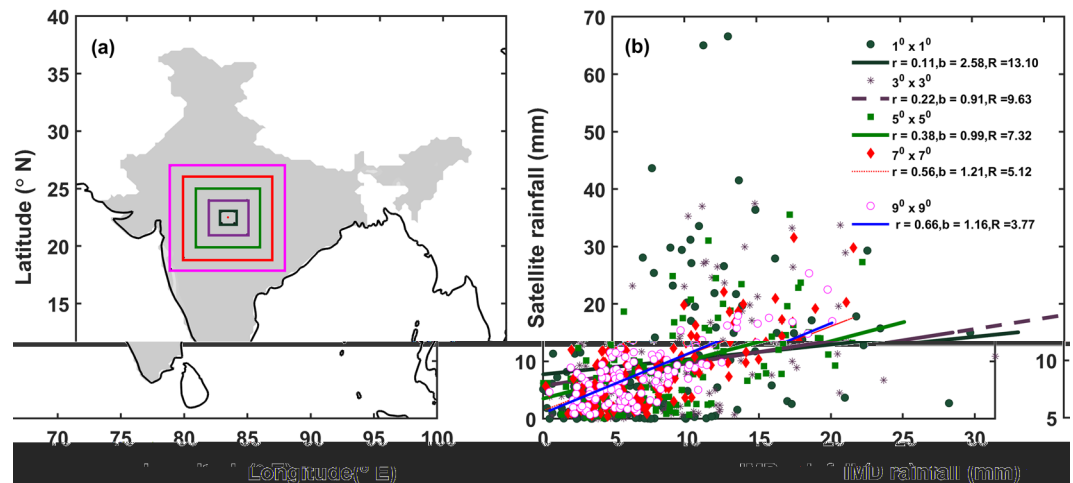 40
(a)
35
30
25
20
15
Latitude (° N)
70
75
80
85
90
95
100
Longitude(° E)
70
(b)
60
50
40
30
20
10
0
Satellite rainfall (mm)
1⁰ x 1⁰
r = 0.11,b = 2.58,R =13.10
3⁰ x 3⁰
r = 0.22,b = 0.91,R =9.63
5⁰ x 5⁰
r = 0.38,b = 0.99,R =7.32
7⁰ x 7⁰
r = 0.56,b = 1.21,R =5.12
9⁰ x 9⁰
r = 0.66,b = 1.16,R =3.77
10
5
0
5
10
15
20
25
30
IMD rainfall (mm)